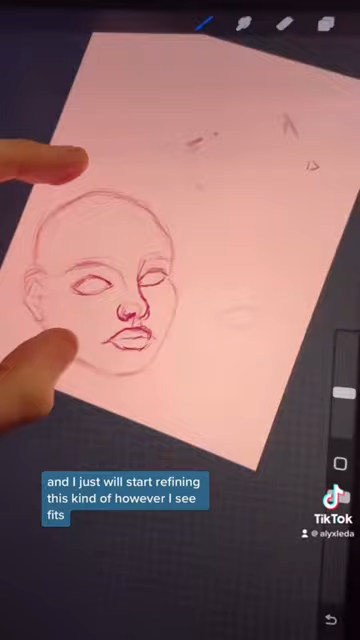 and I just will start refining
this kind of however I see
fits
TikTok
@alyxleda